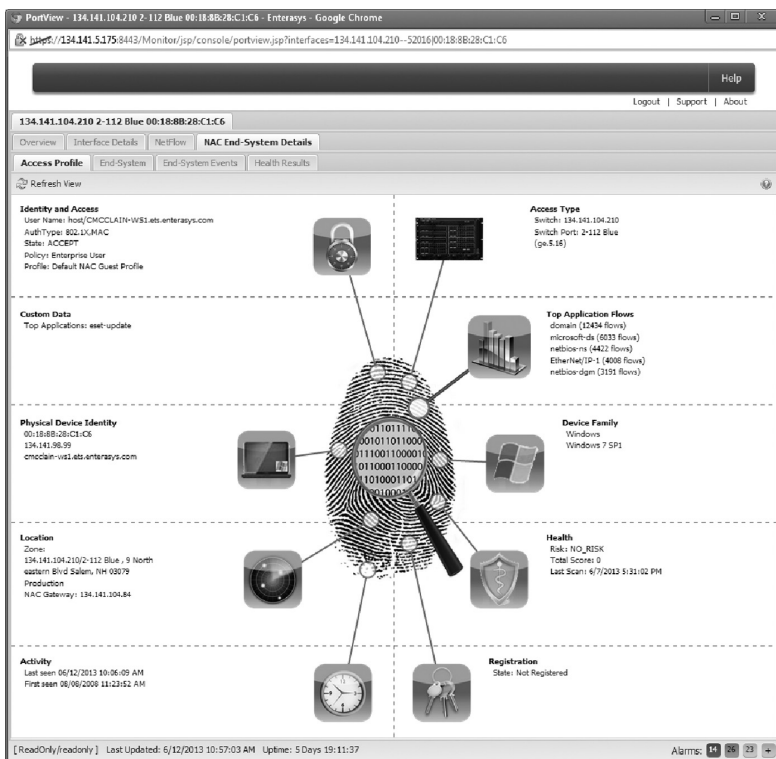 PortView - 134.141.104.210 2-112 Blue 00:18:8B:28:C1:C6 - Enterasys - Google Chrome
https://134.141.5.175:8443/Monitor/jsp/console/portview.jsp?interfaces=134.141.104.210--52016|00:18:8B:28:C1:C6
Help
Logout | Support | About
134.141.104.210 2-112 Blue 00:18:8B:28:C1:C6
Overview Interface Details NetFlow NAC End-System Details
Access Profile End-System End-System Events Health Results
Refresh View
Identity and Access
User Name: host/CMCCLAIN-WS1.ets.enterasys.com
AuthType: 802.1X,MAC
State: ACCEPT
Policy: Enterprise User
Profile: Default NAC Guest Profile
Access Type
Switch: 134.141.104.210
Switch Port: 2-112 Blue
(ge.5.16)
Custom Data
Top Applications: eset-update
Top Application Flows
domain (12434 flows)
microsoft-ds (6033 flows)
netbios-ns (4422 flows)
EtherNet/IP-1 (4008 flows)
netbios-dgm (3191 flows)
Physical Device Identity
00:18:8B:28:C1:C6
134.141.98.99
cmcclain-ws1.ets.enterasys.com
Device Family
Windows
Windows 7 SP1
Location
Zone:
134.141.104.210/2-112 Blue , 9 North
eastern Blvd Salem, NH 03079
Production
NAC Gateway: 134.141.104.84
Health
Risk: NO_RISK
Total Score: 0
Last Scan: 6/7/2013 5:31:02 PM
Activity
Last seen 06/12/2013 10:06:09 AM
First seen 08/08/2008 11:23:52 AM
Registration
State: Not Registered
[ ReadOnly/readonly ] Last Updated: 6/12/2013 10:57:03 AM Uptime: 5 Days 19:11:37
Alarms: 14 26 23 +